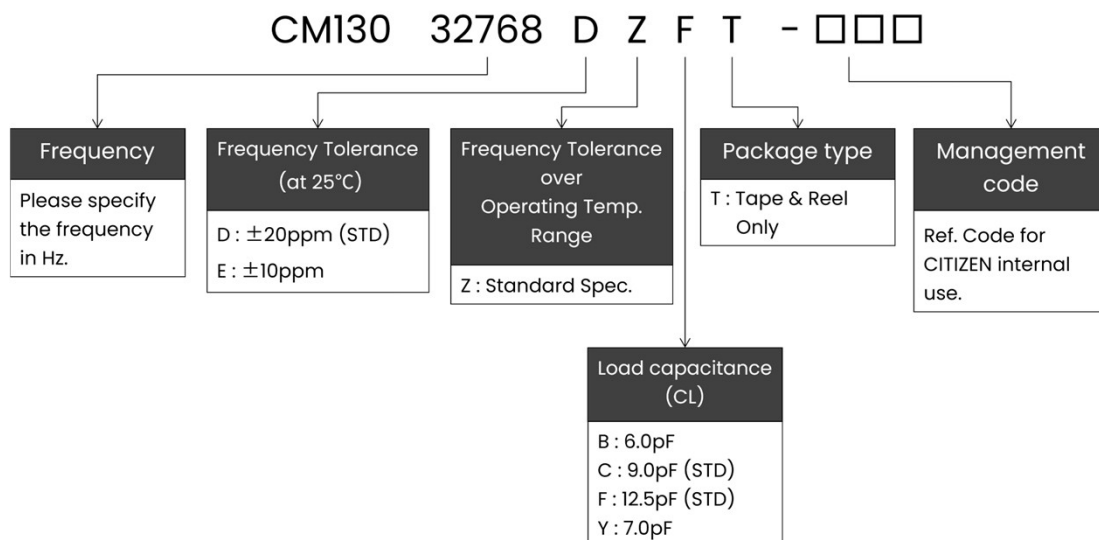 CM130 32768 D Z F T - □□□
Frequency
Please specify
the frequency
in Hz.
Frequency Tolerance
(at 25℃)
D : ±20ppm (STD)
E : ±10ppm
Frequency Tolerance
over
Operating Temp.
Range
Z : Standard Spec.
Package type
T : Tape & Reel
Only
Management
code
Ref. Code for
CITIZEN internal
use.
Load capacitance
(CL)
B : 6.0pF
C : 9.0pF (STD)
F : 12.5pF (STD)
Y : 7.0pF